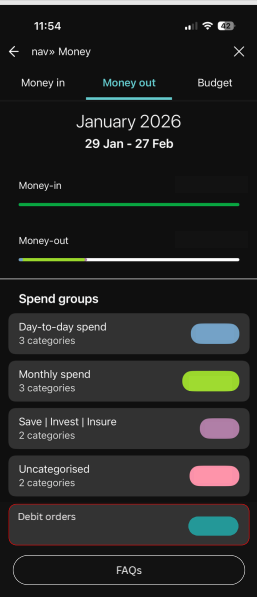 11:54
42
nav» Money
Money in
Money out
Budget
January 2026
29 Jan - 27 Feb
Money-in
Money-out
Spend groups
Day-to-day spend
3 categories
Monthly spend
3 categories
Save | Invest | Insure
2 categories
Uncategorised
2 categories
Debit orders
FAQs